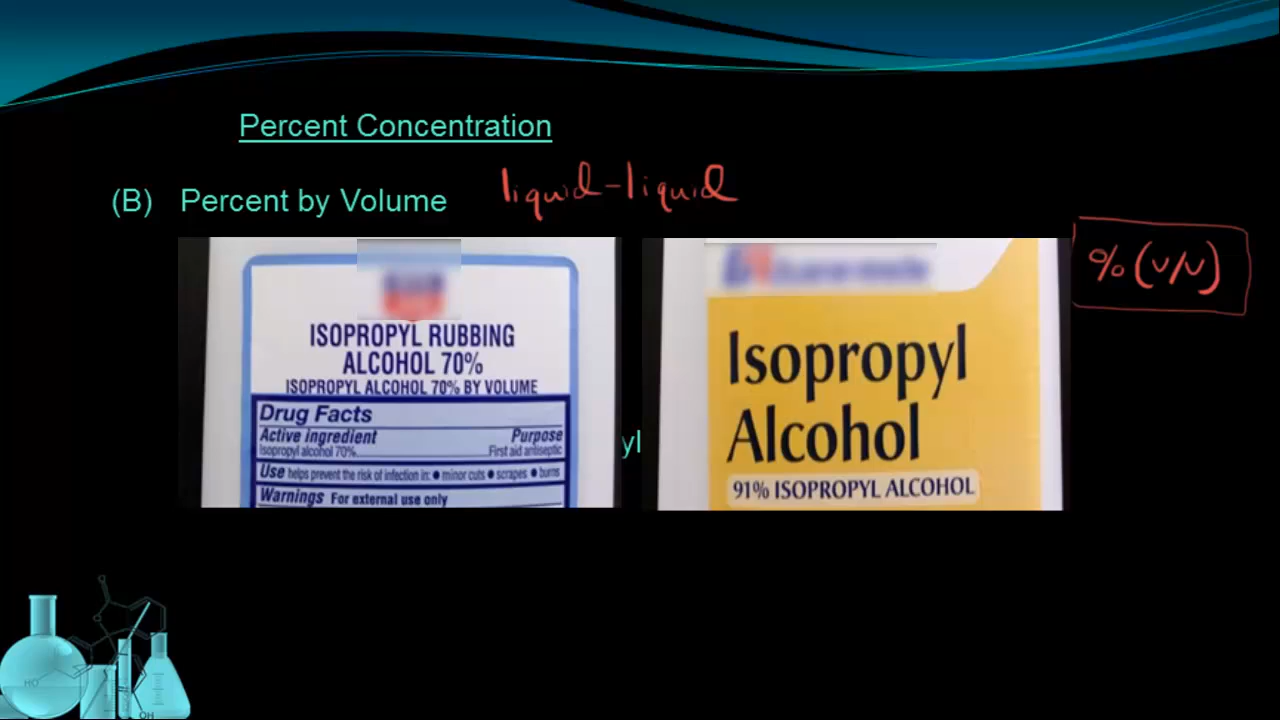 Percent Concentration
(B) Percent by Volume liquid-liquid
% (v/v)
ISOPROPYL RUBBING
ALCOHOL 70%
ISOPROPYL ALCOHOL 70% BY VOLUME
Drug Facts
Active ingredient Purpose
Isopropyl alcohol 70% First aid antiseptic
Use helps prevent the risk of infection in: • minor cuts • scrapes • burns
Warnings For external use only
yl
Isopropyl
Alcohol
91% ISOPROPYL ALCOHOL
HO
OH